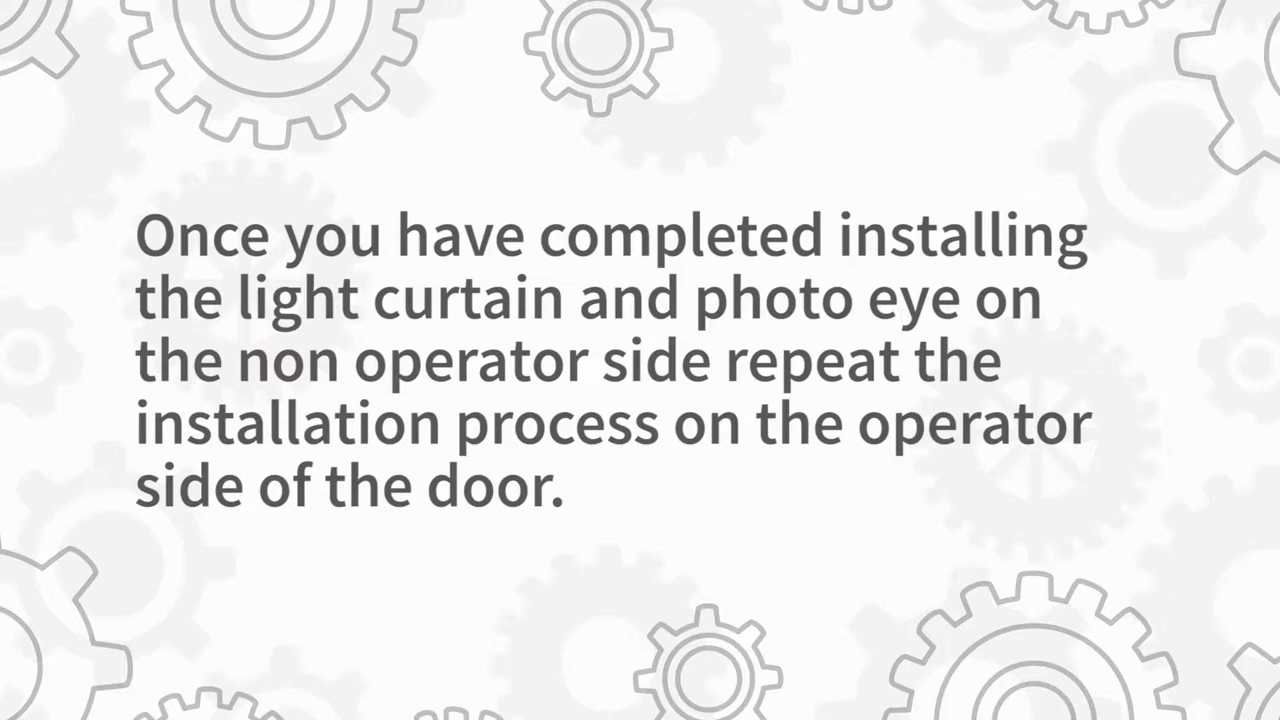 Once you have completed installing
the light curtain and photo eye on
the non operator side repeat the
installation process on the operator
side of the door.